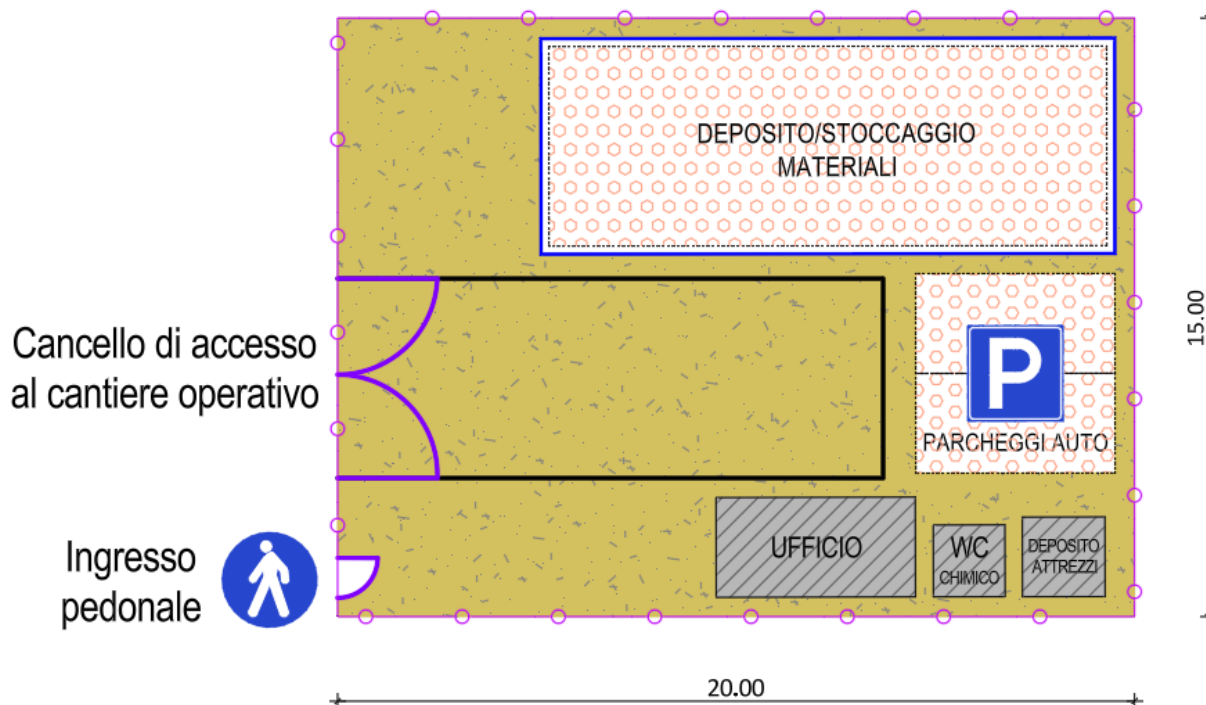 DEPOSITO/STOCCAGGIO
MATERIALI
Cancello di accesso
al cantiere operativo
P
PARCHEGGI AUTO
15.00
Ingresso
pedonale
UFFICIO
WC
CHIMICO
DEPOSITO
ATTREZZI
20.00